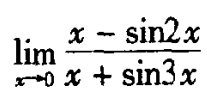 lim x→0 (x − sin2x)/(x + sin3x)